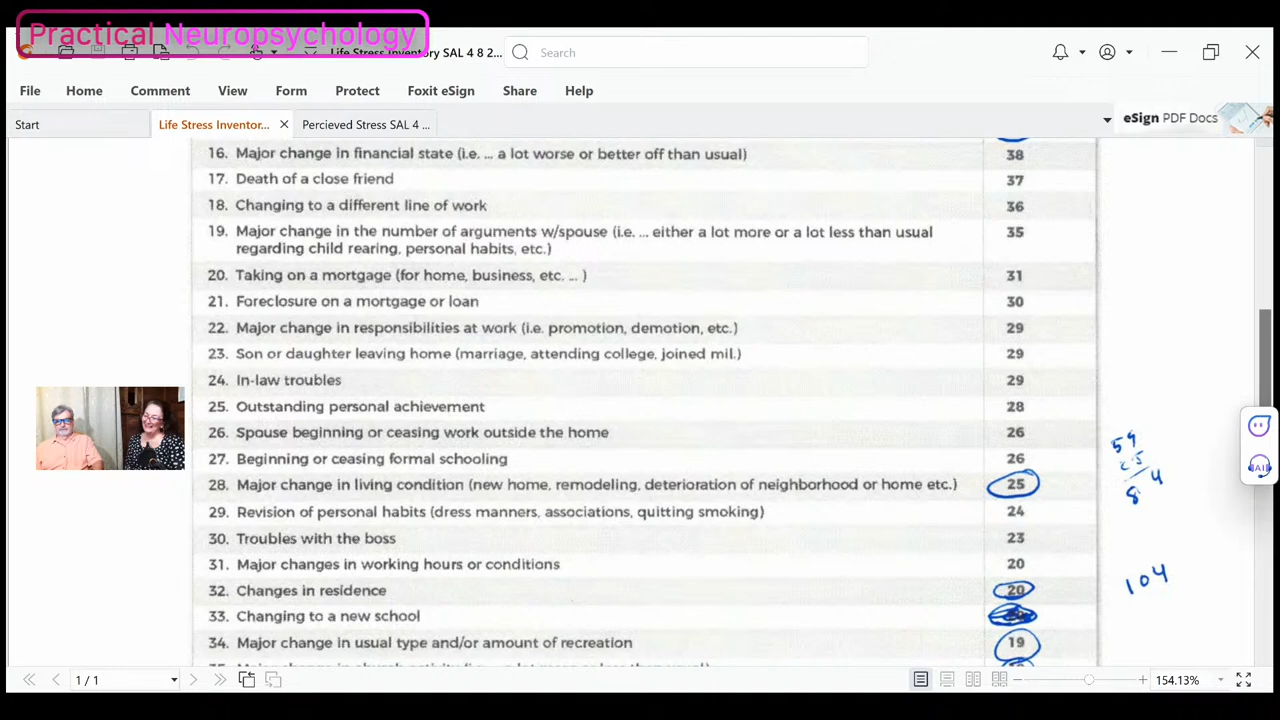 Practical Neuropsychology
Life Stress Inventory SAL 4 8 2...
Search
File Home Comment View Form Protect Foxit eSign Share Help
Start
Life Stress Inventor...
Percieved Stress SAL 4 ...
eSign PDF Docs
16. Major change in financial state (i.e. ... a lot worse or better off than usual) 38
17. Death of a close friend 37
18. Changing to a different line of work 36
19. Major change in the number of arguments w/spouse (i.e. ... either a lot more or a lot less than usual 35
regarding child rearing, personal habits, etc.)
20. Taking on a mortgage (for home, business, etc. ... ) 31
21. Foreclosure on a mortgage or loan 30
22. Major change in responsibilities at work (i.e. promotion, demotion, etc.) 29
23. Son or daughter leaving home (marriage, attending college, joined mil.) 29
24. In-law troubles 29
25. Outstanding personal achievement 28
26. Spouse beginning or ceasing work outside the home 26
59
27. Beginning or ceasing formal schooling 26
25
28. Major change in living condition (new home, remodeling, deterioration of neighborhood or home etc.) 25
84
29. Revision of personal habits (dress manners, associations, quitting smoking) 24
30. Troubles with the boss 23
31. Major changes in working hours or conditions 20
104
32. Changes in residence 20
33. Changing to a new school
34. Major change in usual type and/or amount of recreation 19
AI
1 / 1
154.13%